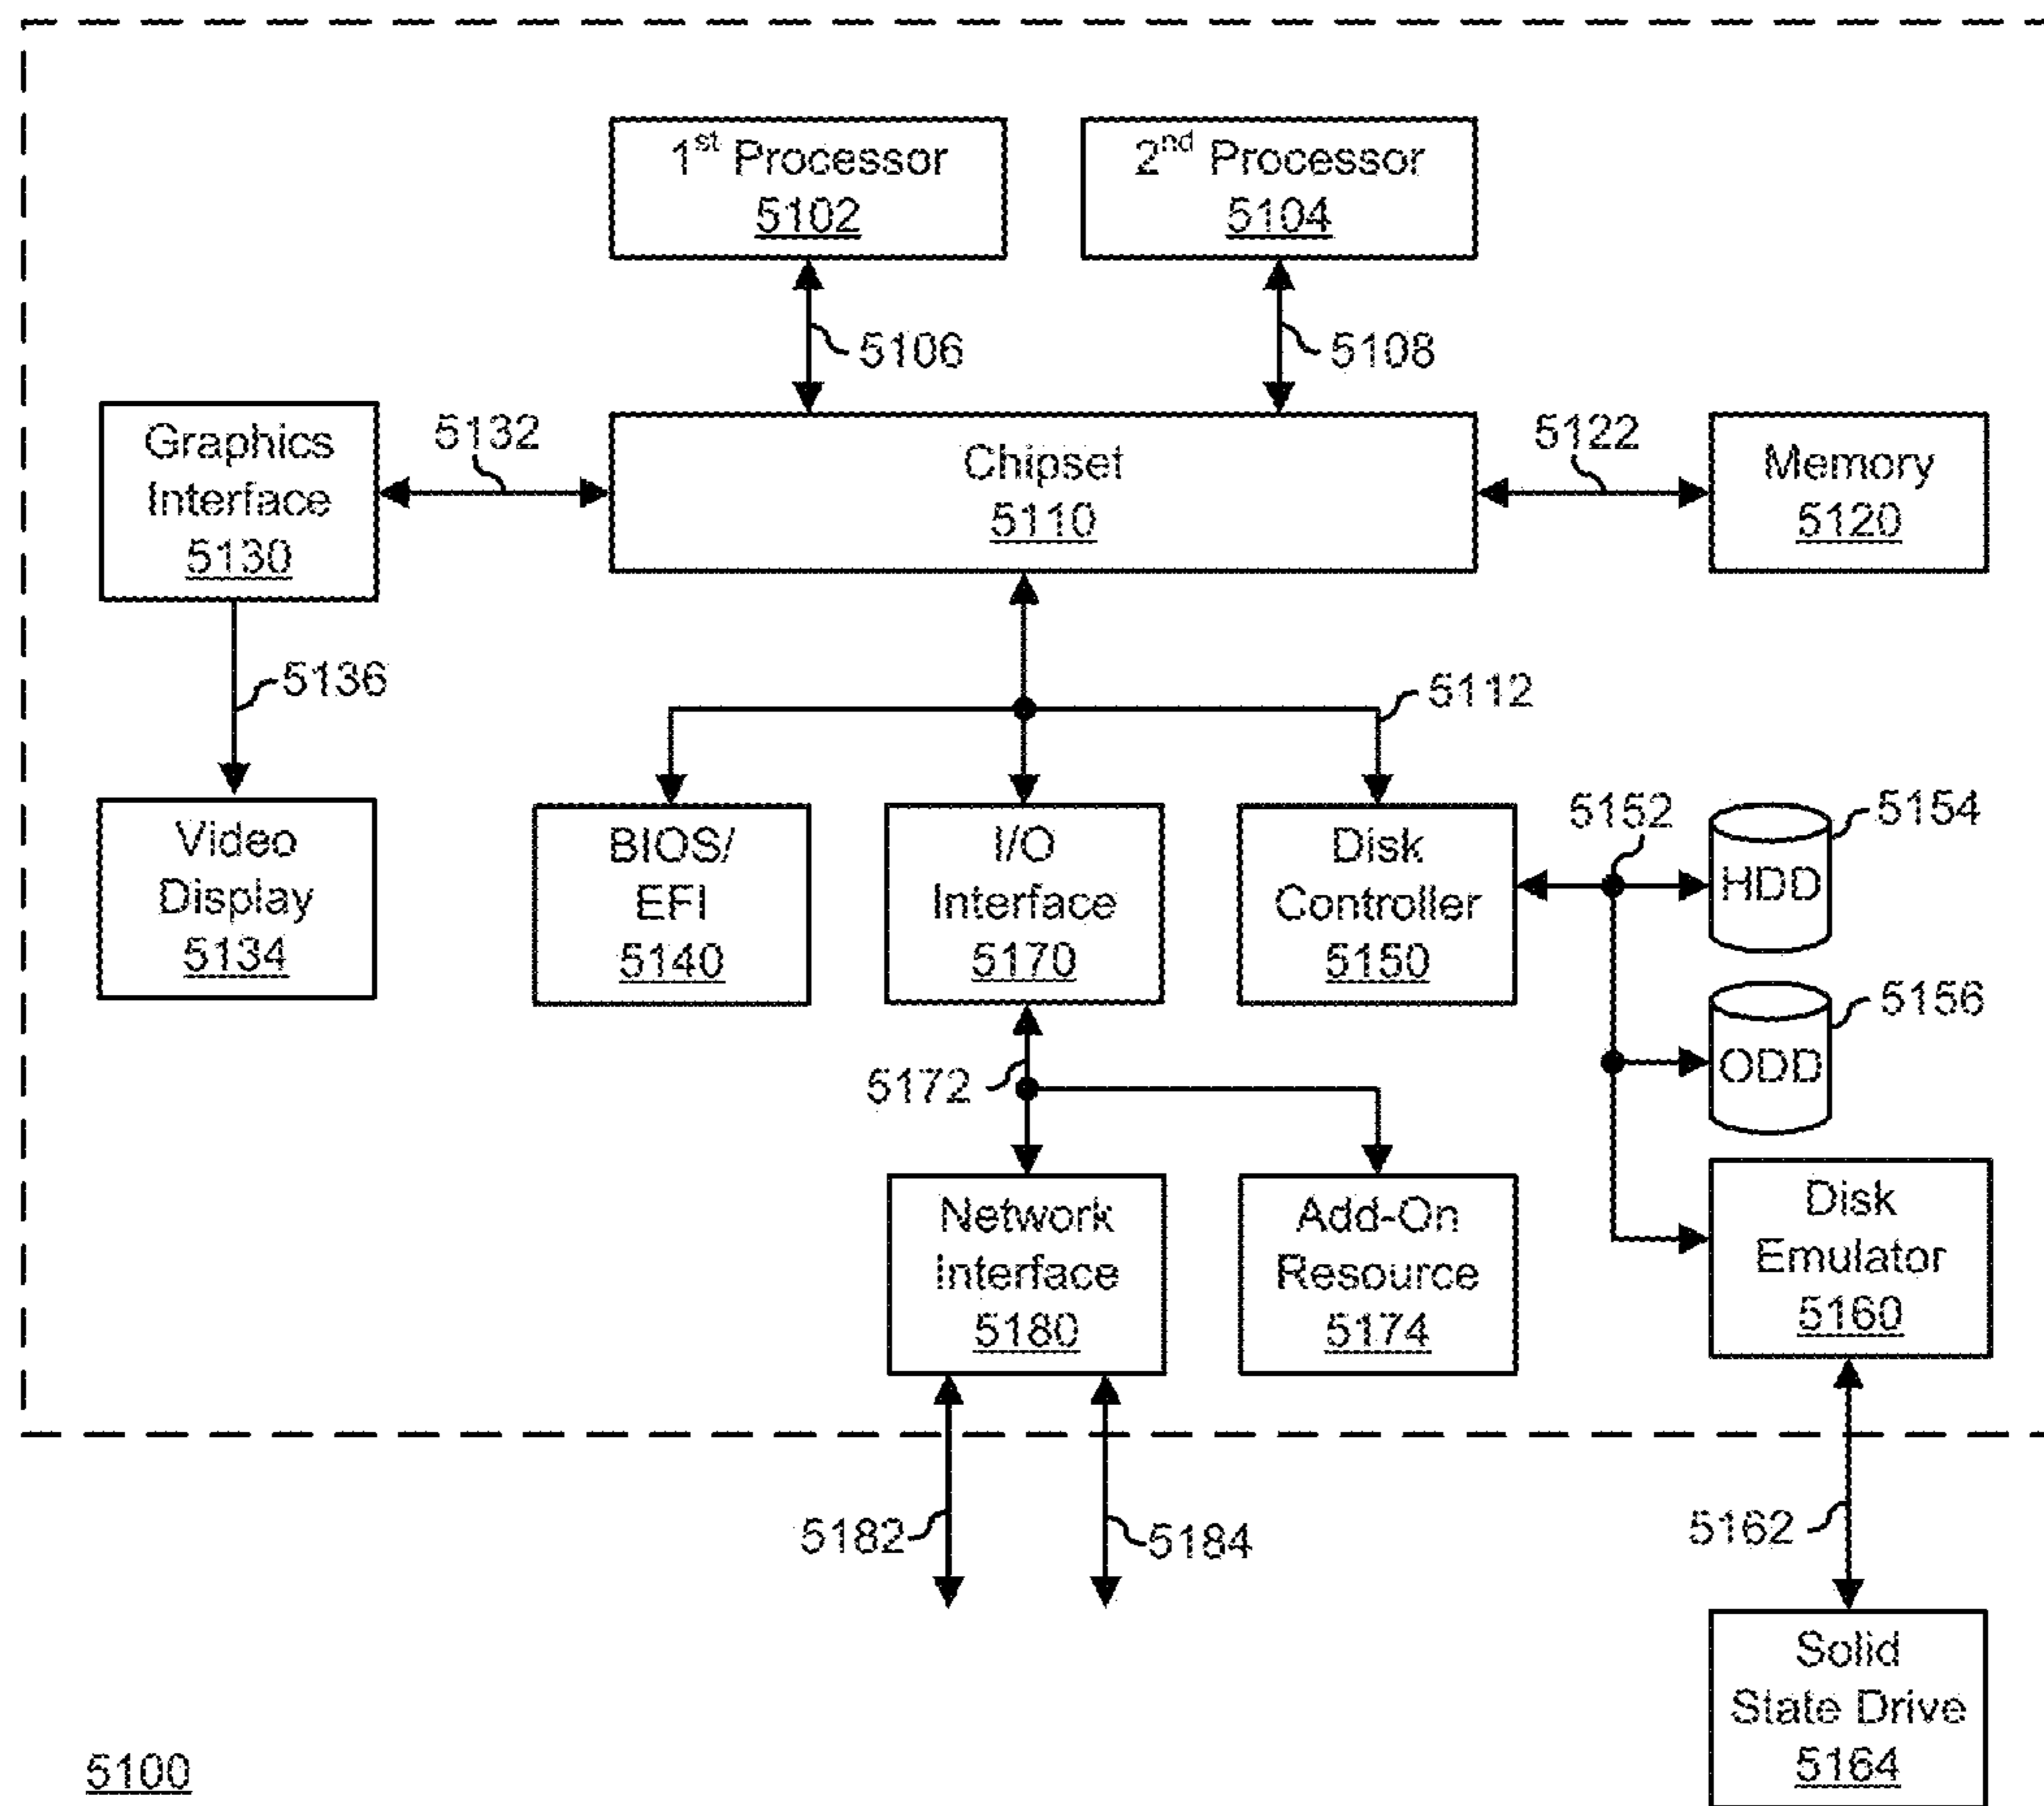 1st Processor
5102
2nd Processor
5104
5106
5108
Graphics
Interface
5130
5132
Chipset
5110
5122
Memory
5120
5136
5112
Video
Display
5134
BIOS/
EFI
5140
I/O
Interface
5170
Disk
Controller
5150
5152
5154
HDD
5156
ODD
5172
Network
Interface
5180
Add-On
Resource
5174
Disk
Emulator
5160
5182
5184
5162
Solid
State Drive
5164
5100